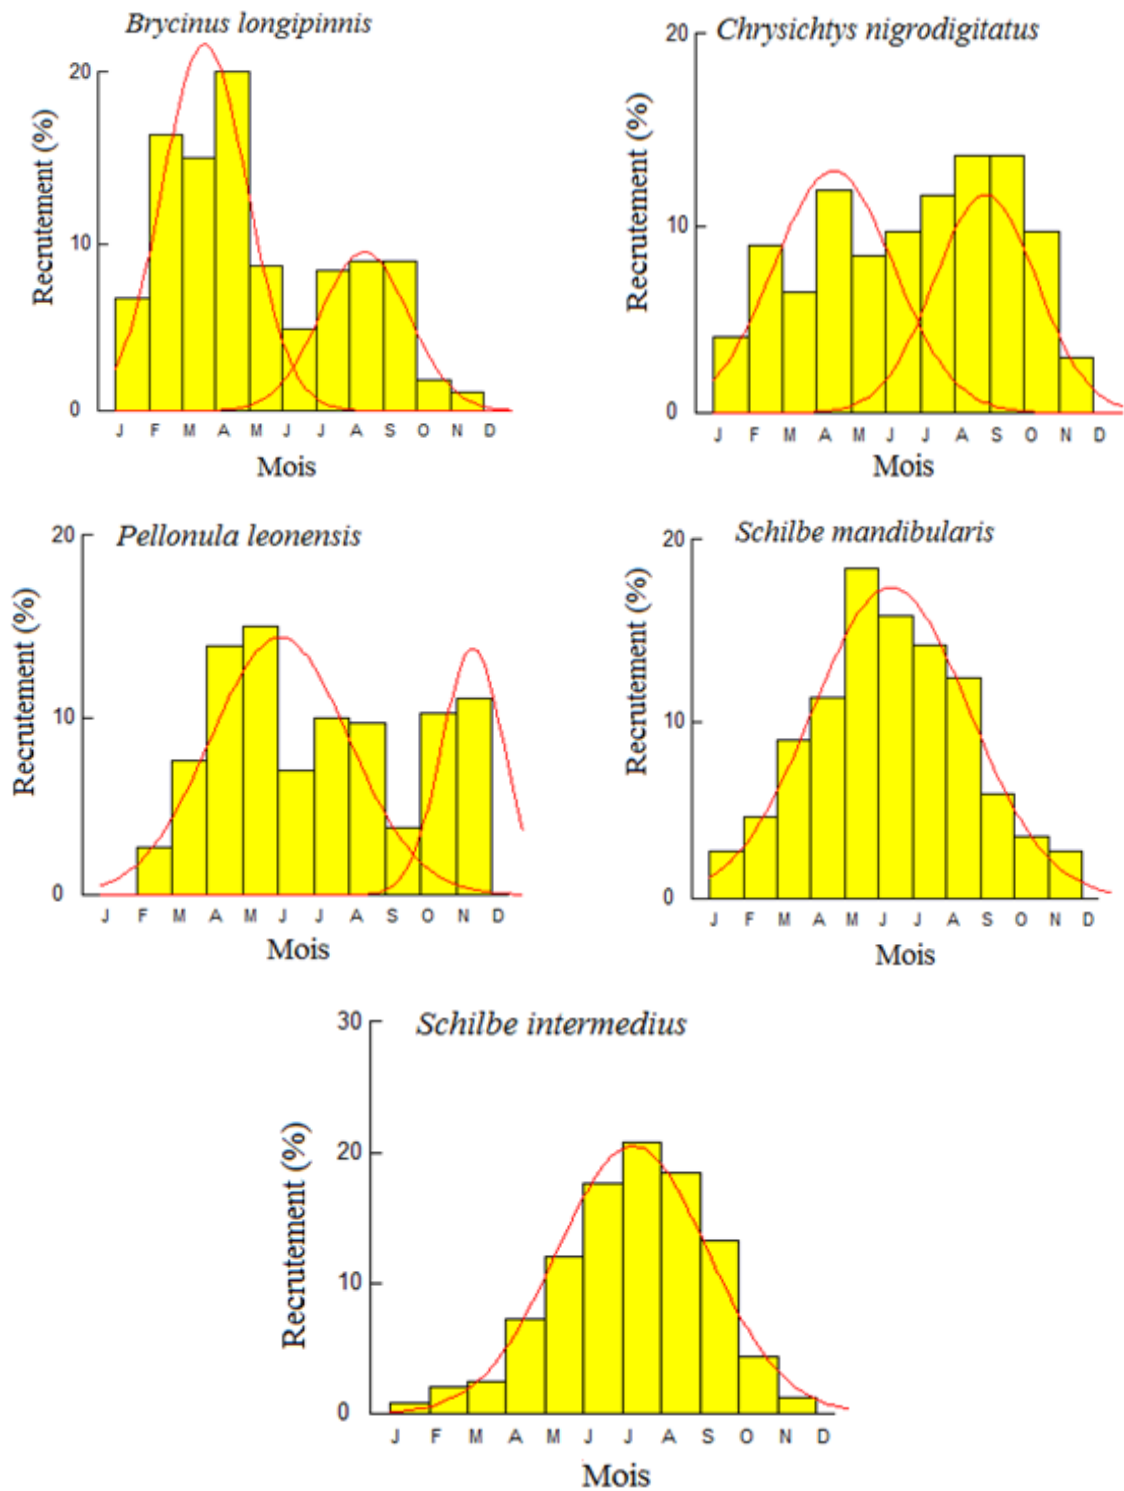 Brycinus longipinnis
20
10
0
Recrutement (%)
J F M A M J J A S O N D
Mois
Chrysichtys nigrodigitatus
20
10
0
Recrutement (%)
J F M A M J J A S O N D
Mois
Pellonula leonensis
20
10
0
Recrutement (%)
J F M A M J J A S O N D
Mois
Schilbe mandibularis
20
10
0
Recrutement (%)
J F M A M J J A S O N D
Mois
Schilbe intermedius
30
20
10
0
Recrutement (%)
J F M A M J J A S O N D
Mois